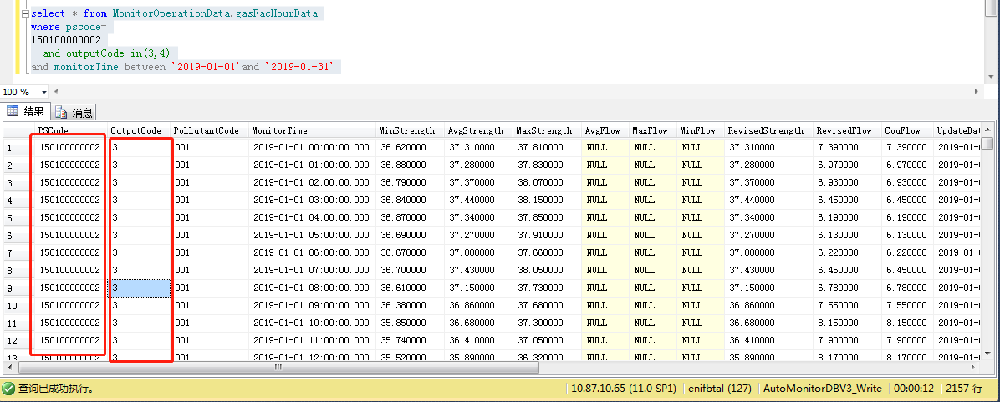 select * from MonitorOperationData.gasFacHourData
where pscode=
150100000002
--and outputCode in(3,4)
and monitorTime between '2019-01-01'and '2019-01-31'
100 %
结果 消息
PSCode OutputCode PollutantCode MonitorTime MinStrength AvgStrength MaxStrength AvgFlow MaxFlow MinFlow RevisedStrength RevisedFlow CouFlow UpdateDat
1 150100000002 3 001 2019-01-01 00:00:00.000 36.620000 37.310000 37.810000 NULL NULL NULL 37.310000 7.390000 7.390000 2019-01-
2 150100000002 3 001 2019-01-01 01:00:00.000 36.880000 37.280000 37.830000 NULL NULL NULL 37.280000 6.970000 6.970000 2019-01-
3 150100000002 3 001 2019-01-01 02:00:00.000 36.790000 37.370000 38.070000 NULL NULL NULL 37.370000 6.930000 6.930000 2019-01-
4 150100000002 3 001 2019-01-01 03:00:00.000 36.840000 37.440000 38.150000 NULL NULL NULL 37.440000 6.450000 6.450000 2019-01-
5 150100000002 3 001 2019-01-01 04:00:00.000 36.870000 37.340000 37.850000 NULL NULL NULL 37.340000 6.190000 6.190000 2019-01-
6 150100000002 3 001 2019-01-01 05:00:00.000 36.690000 37.270000 37.910000 NULL NULL NULL 37.270000 6.130000 6.130000 2019-01-
7 150100000002 3 001 2019-01-01 06:00:00.000 36.670000 37.080000 37.660000 NULL NULL NULL 37.080000 6.220000 6.220000 2019-01-
8 150100000002 3 001 2019-01-01 07:00:00.000 36.700000 37.430000 38.050000 NULL NULL NULL 37.430000 6.450000 6.450000 2019-01-
9 150100000002 3 001 2019-01-01 08:00:00.000 36.610000 37.150000 37.730000 NULL NULL NULL 37.150000 6.780000 6.780000 2019-01-
10 150100000002 3 001 2019-01-01 09:00:00.000 36.380000 36.860000 37.680000 NULL NULL NULL 36.860000 7.550000 7.550000 2019-01-
11 150100000002 3 001 2019-01-01 10:00:00.000 35.850000 36.680000 37.300000 NULL NULL NULL 36.680000 8.150000 8.150000 2019-01-
12 150100000002 3 001 2019-01-01 11:00:00.000 35.740000 36.410000 37.050000 NULL NULL NULL 36.410000 7.900000 7.900000 2019-01-
13 150100000002 3 001 2019-01-01 12:00:00.000 35.520000 35.890000 36.320000 NULL NULL NULL 35.890000 8.170000 8.170000 2019-01-
查询已成功执行。 10.87.10.65 (11.0 SP1) enifbtal (127) AutoMonitorDBV3_Write 00:00:12 2157 行